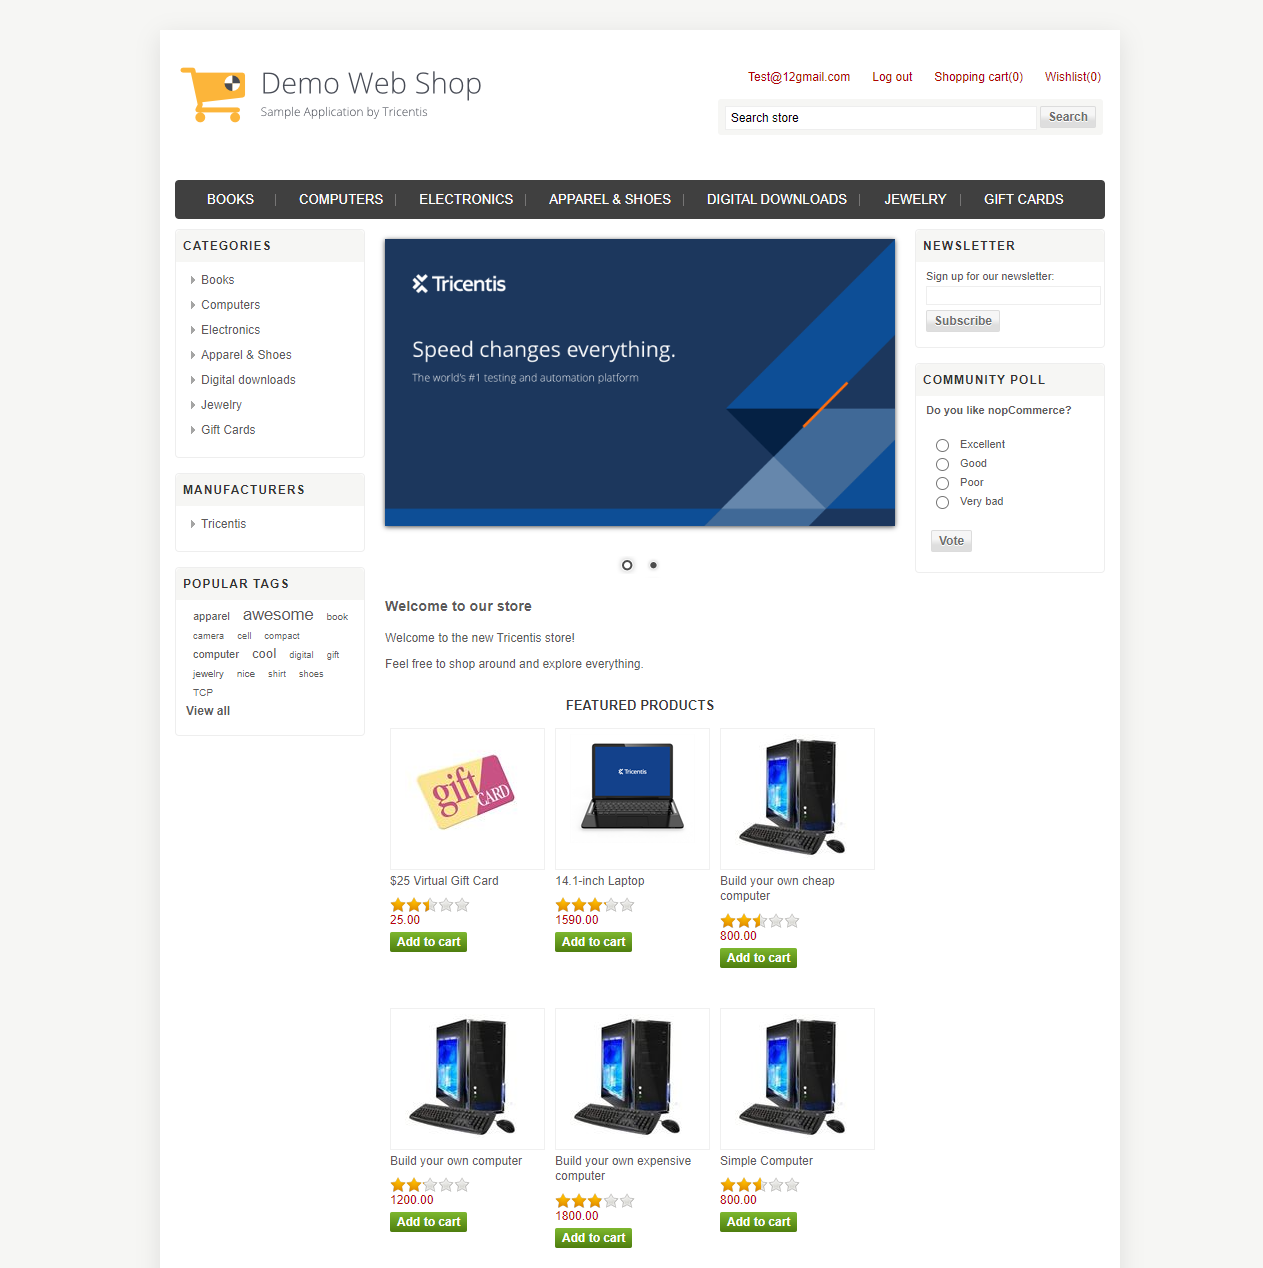 Demo Web Shop
Sample Application by Tricentis
Test@12gmail.com Log out Shopping cart(0) Wishlist(0)
Search store Search
BOOKS COMPUTERS ELECTRONICS APPAREL & SHOES DIGITAL DOWNLOADS JEWELRY GIFT CARDS
CATEGORIES
Books
Computers
Electronics
Apparel & Shoes
Digital downloads
Jewelry
Gift Cards
MANUFACTURERS
Tricentis
POPULAR TAGS
apparel awesome book
camera cell compact
computer cool digital gift
jewelry nice shirt shoes
TCP
View all
Tricentis
Speed changes everything.
The world's #1 testing and automation platform
Welcome to our store
Welcome to the new Tricentis store!
Feel free to shop around and explore everything.
FEATURED PRODUCTS
gift CARD
$25 Virtual Gift Card
25.00
Add to cart
Tricentis
14.1-inch Laptop
1590.00
Add to cart
Build your own cheap
computer
800.00
Add to cart
Build your own computer
1200.00
Add to cart
Build your own expensive
computer
1800.00
Add to cart
Simple Computer
800.00
Add to cart
NEWSLETTER
Sign up for our newsletter:
Subscribe
COMMUNITY POLL
Do you like nopCommerce?
Excellent
Good
Poor
Very bad
Vote